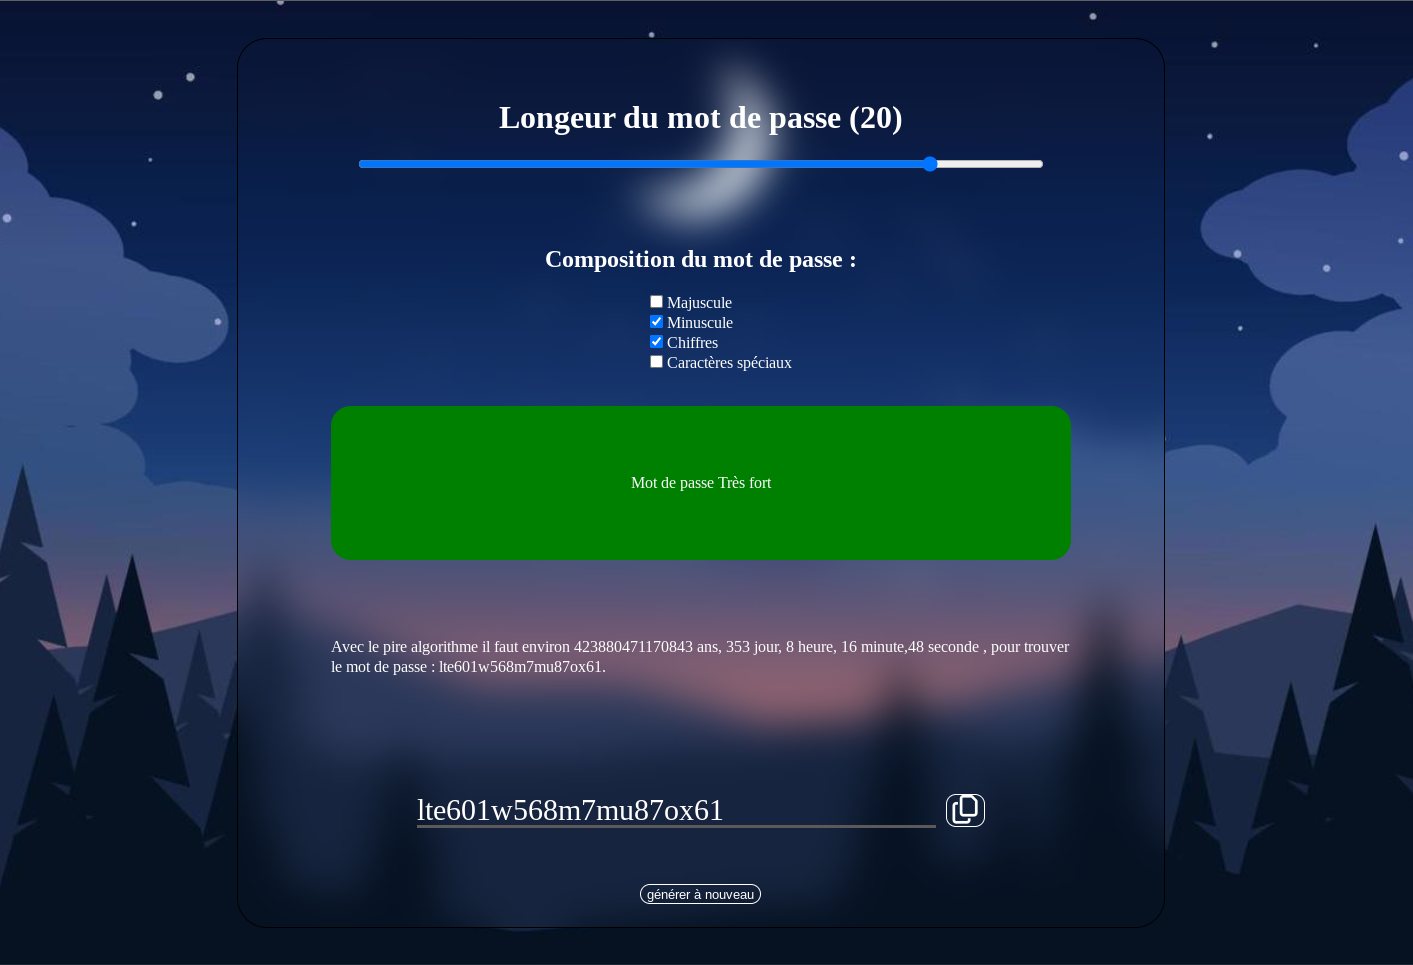 Longeur du mot de passe (20)
Composition du mot de passe :
Majuscule
Minuscule
Chiffres
Caractères spéciaux
Mot de passe Très fort
Avec le pire algorithme il faut environ 423880471170843 ans, 353 jour, 8 heure, 16 minute,48 seconde , pour trouver
le mot de passe : lte601w568m7mu87ox61.
lte601w568m7mu87ox61
générer à nouveau